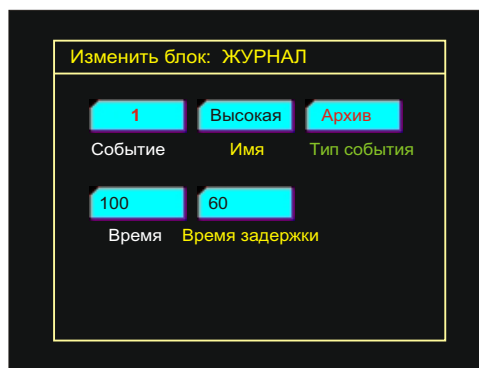 Изменить блок: ЖУРНАЛ
1 Высокая Архив
Событие Имя Тип события
100 60
Время Время задержки